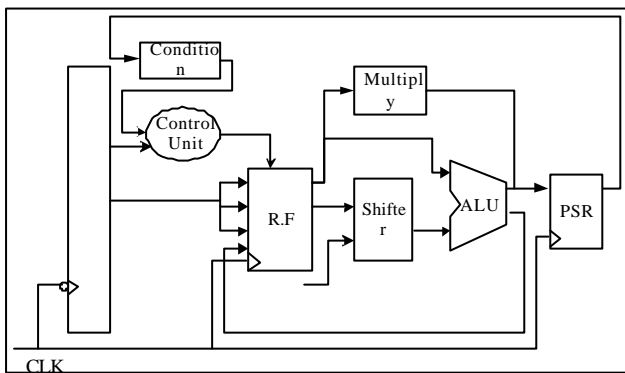 Conditio
n
Multipl
y
Control
Unit
R.F
Shifte
r
ALU
PSR
CLK